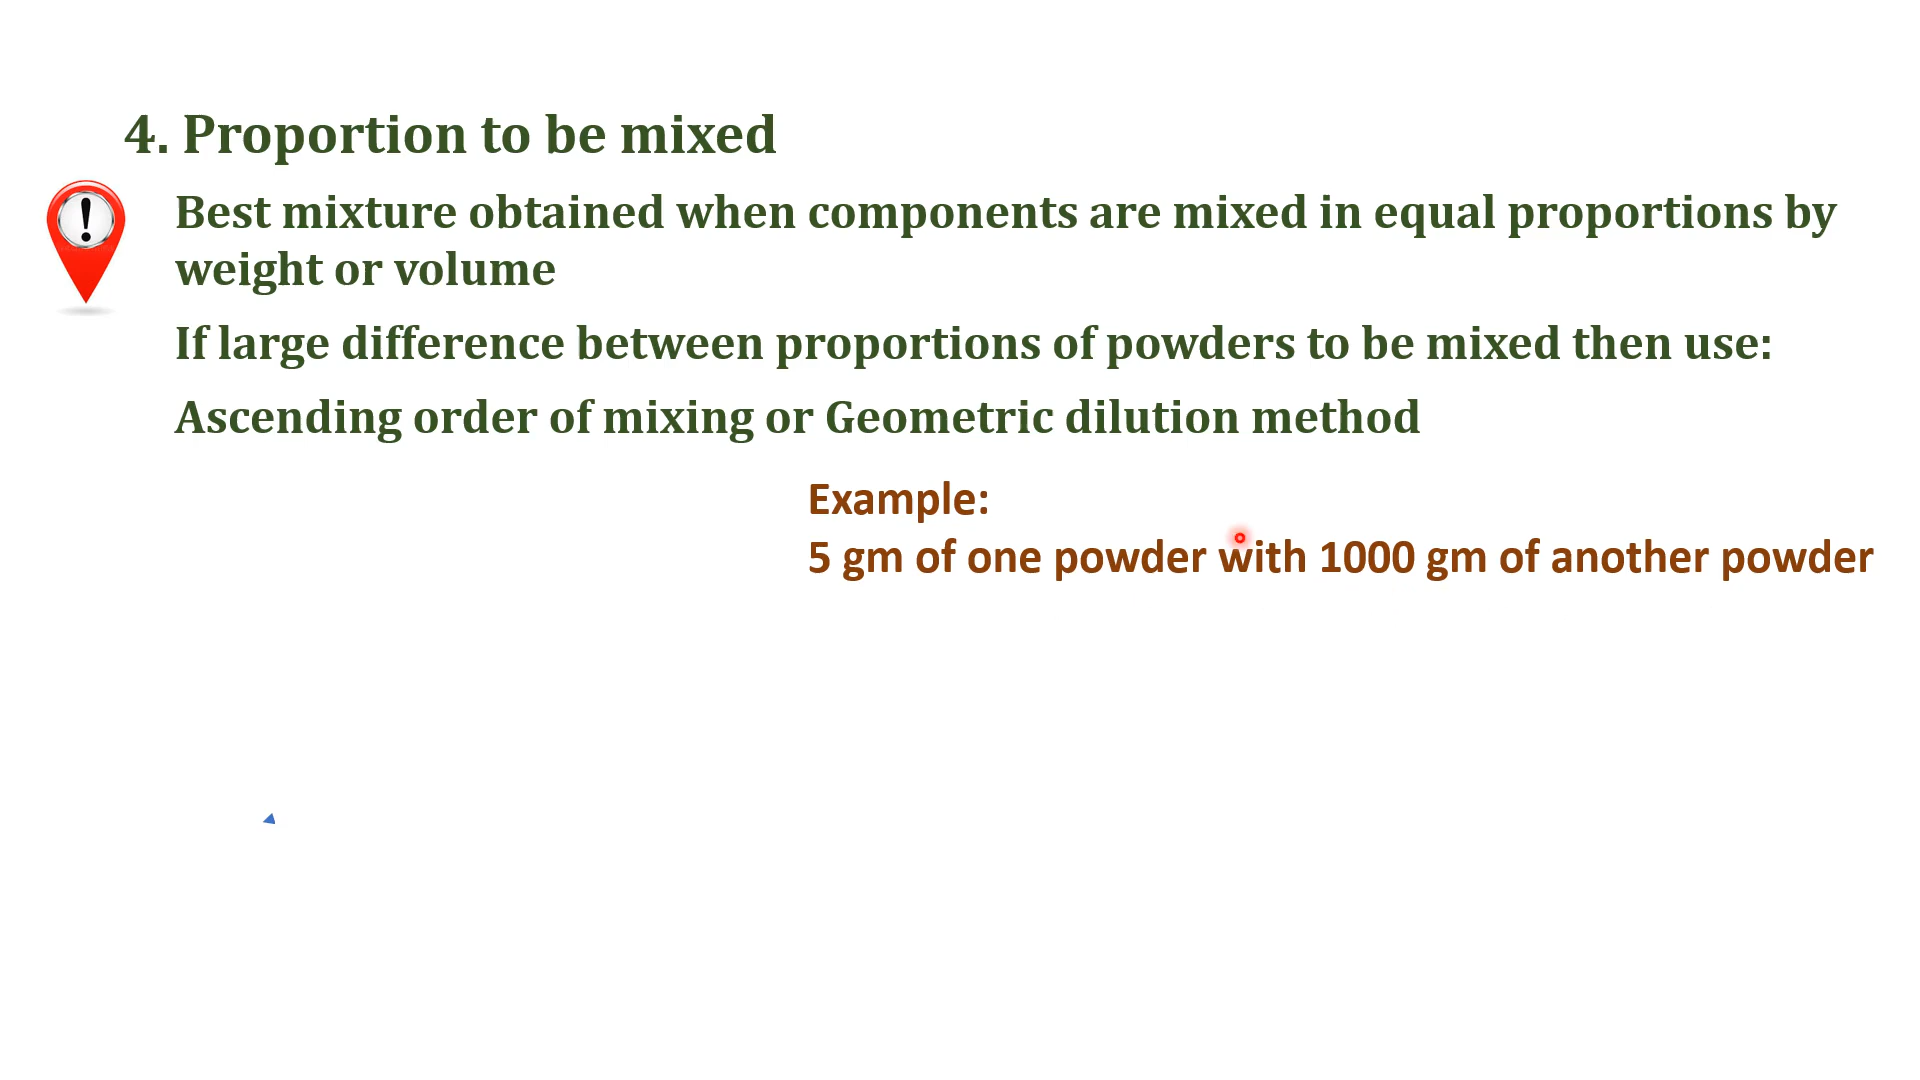 4. Proportion to be mixed
Best mixture obtained when components are mixed in equal proportions by
weight or volume
If large difference between proportions of powders to be mixed then use:
Ascending order of mixing or Geometric dilution method
Example:
5 gm of one powder with 1000 gm of another powder